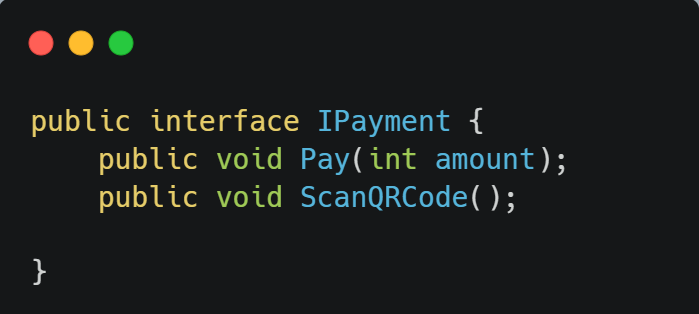 public interface IPayment {
    public void Pay(int amount);
    public void ScanQRCode();

}